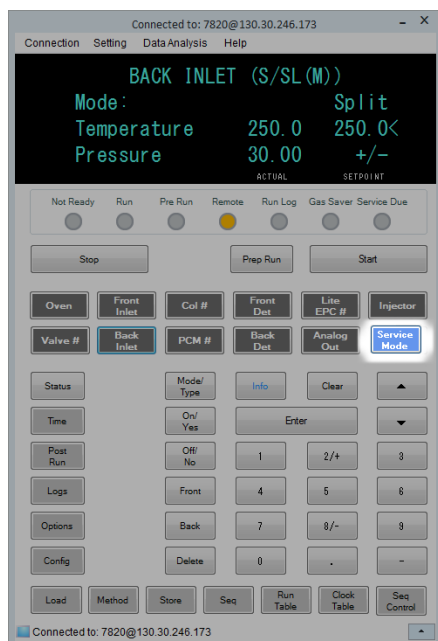 Connected to: 7820@130.30.246.173 – ×
Connection Setting Data Analysis Help
BACK INLET (S/SL(M))
Mode: Split
Temperature 250.0 250.0<
Pressure 30.00 +/-
ACTUAL SETPOINT
Not Ready Run Pre Run Remote Run Log Gas Saver Service Due
Stop Prep Run Start
Oven Front Inlet Col # Front Det Lite EPC # Injector
Valve # Back Inlet PCM # Back Det Analog Out Service Mode
Status Mode/Type Info Clear
Time On/Yes Enter
Post Run Off/No 1 2/+ 3
Logs Front 4 5 6
Options Back 7 8/- 9
Config Delete 0 . -
Load Method Store Seq Run Table Clock Table Seq Control
Connected to: 7820@130.30.246.173